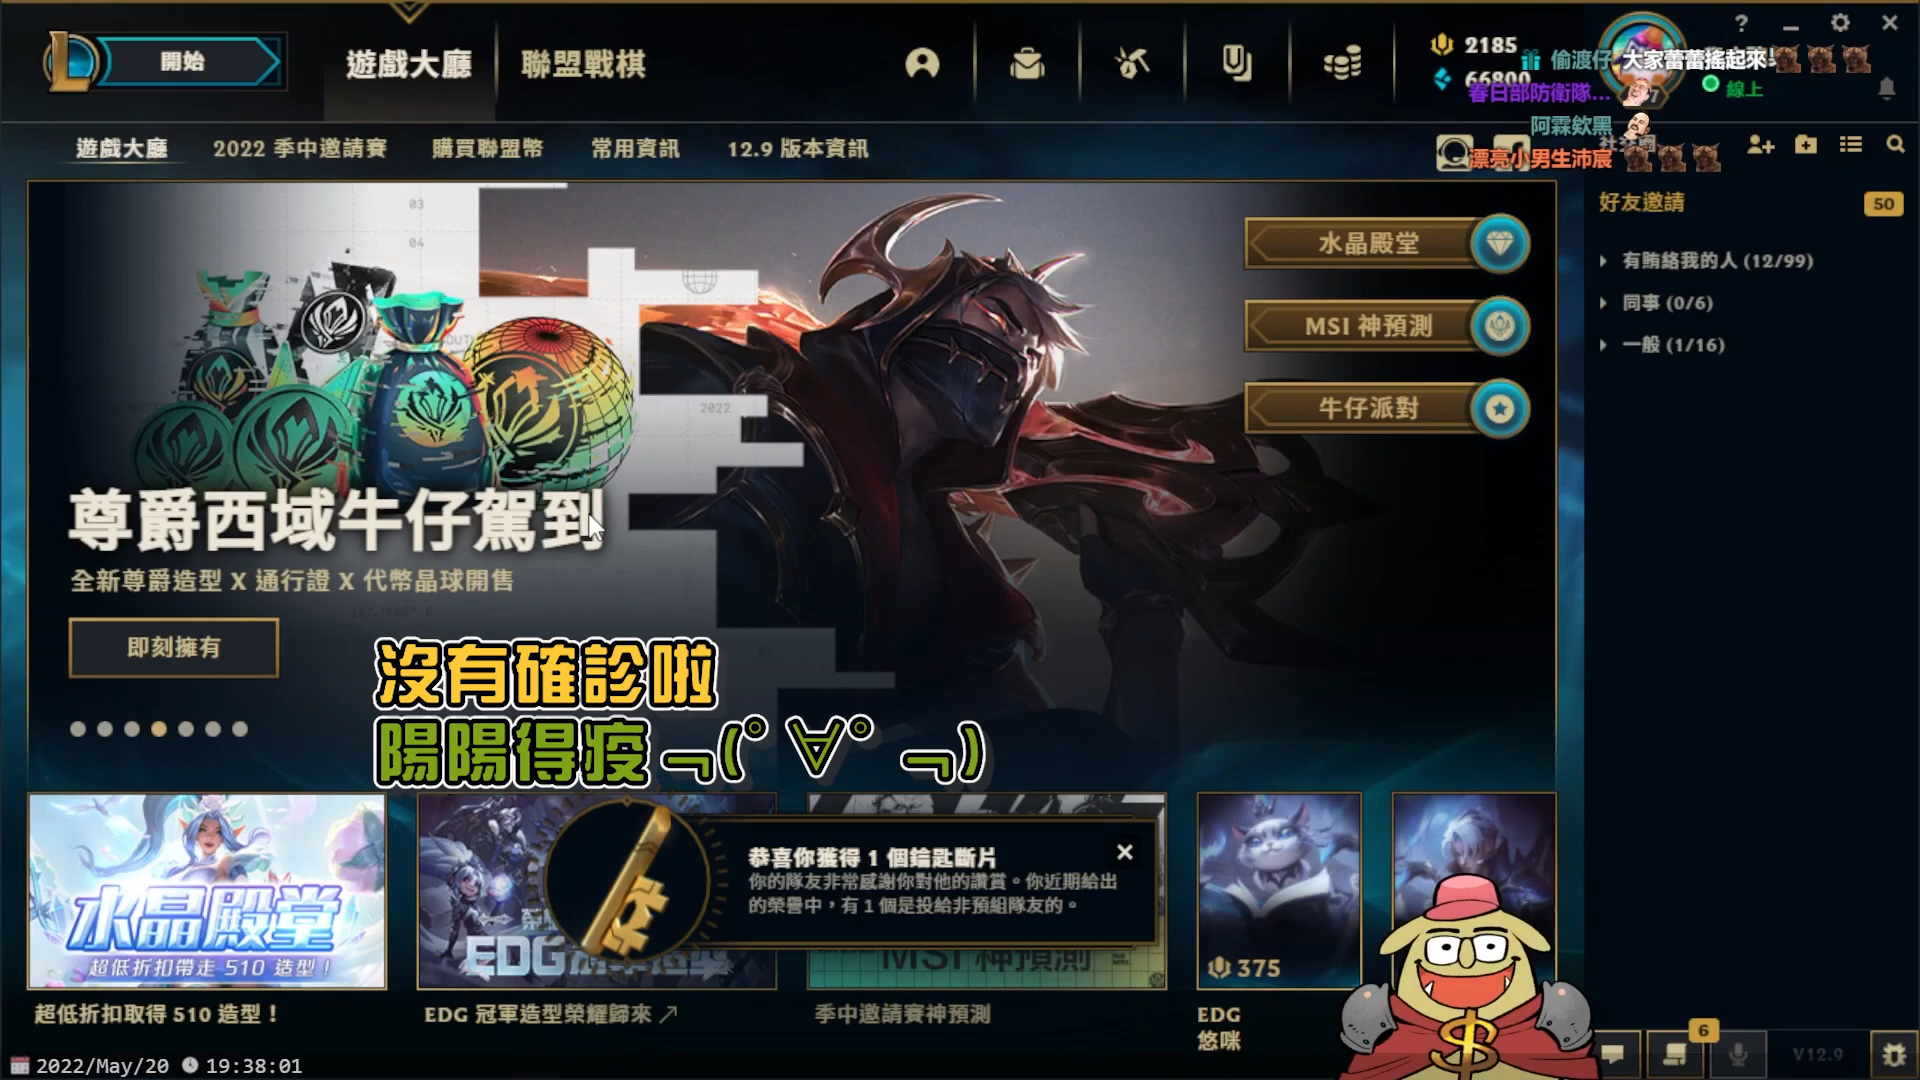 開始
遊戲大廳
聯盟戰棋
2185
66800
偷渡仔
大家蕾蕾搖起來
線上
春日部防衛隊...
阿霖欸黑
漂亮小男生沛宸
遊戲大廳
2022 季中邀請賽
購買聯盟幣
常用資訊
12.9 版本資訊
好友邀請
50
有賄絡我的人 (12/99)
同事 (0/6)
一般 (1/16)
03
04
2022
水晶殿堂
MSI 神預測
牛仔派對
尊爵西域牛仔駕到
全新尊爵造型 X 通行證 X 代幣晶球開售
即刻擁有
沒有確診啦
陽陽得疫 ¬(ﾟ∀ﾟ¬)
恭喜你獲得 1 個鑰匙斷片
你的隊友非常感謝你對他的讚賞。你近期給出
的榮譽中，有 1 個是投給非預組隊友的。
水晶殿堂
超低折扣帶走 510 造型！
EDG
MSI 神預測
375
超低折扣取得 510 造型！
EDG 冠軍造型榮耀歸來 ↗
季中邀請賽神預測
EDG
悠咪
6
V12.9
2022/May/20 19:38:01